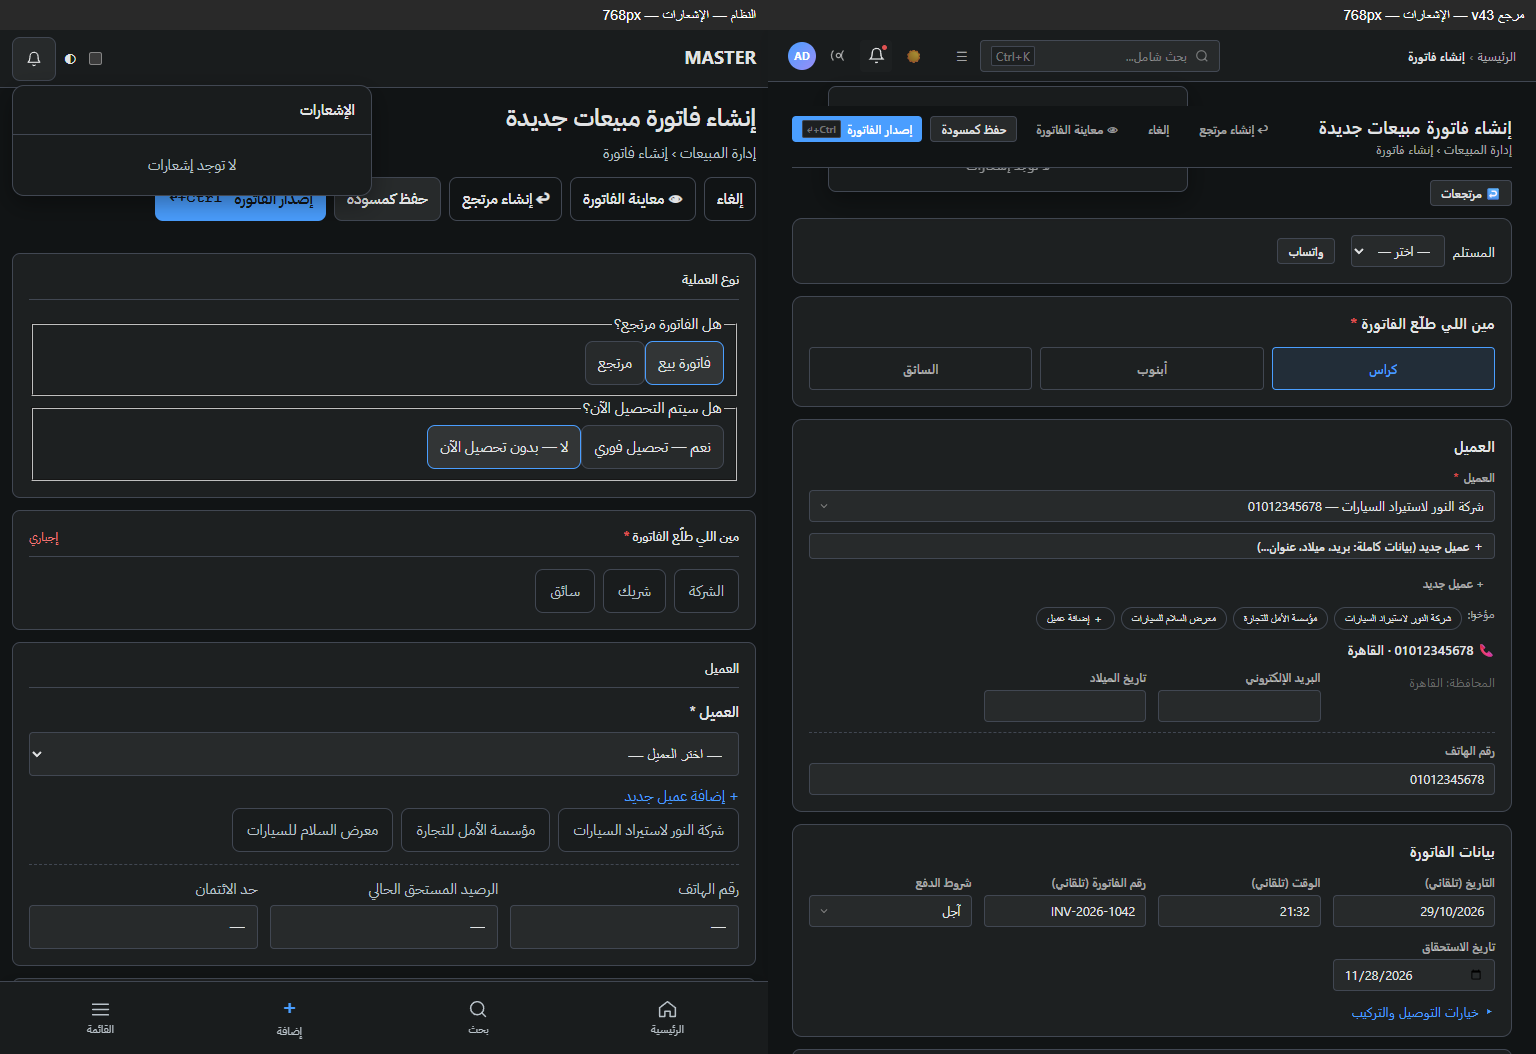 مرجع v43 — الإشعارات — 768px
الرئيسية › إنشاء فاتورة
بحث شامل... Ctrl+K
AD
إنشاء فاتورة مبيعات جديدة
إدارة المبيعات › إنشاء فاتورة
↩ إنشاء مرتجع
إلغاء
معاينة الفاتورة
حفظ كمسودة
إصدار الفاتورة Ctrl+↵
لا توجد إشعارات
مرتجعات
المستلم
— اختر —
واتساب
مين اللي طلّع الفاتورة *
كراس
أبنوب
السائق
العميل
العميل *
شركة النور لاستيراد السيارات — 01012345678
+ عميل جديد (بيانات كاملة: بريد، ميلاد، عنوان...)
+ عميل جديد
مؤخرًا:
شركة النور لاستيراد السيارات
مؤسسة الأمل للتجارة
معرض السلام للسيارات
+ إضافة عميل
01012345678 · القاهرة
المحافظة: القاهرة
البريد الإلكتروني
تاريخ الميلاد
رقم الهاتف
01012345678
بيانات الفاتورة
التاريخ (تلقائي)
الوقت (تلقائي)
رقم الفاتورة (تلقائي)
شروط الدفع
29/10/2026
21:32
INV-2026-1042
آجل
تاريخ الاستحقاق
11/28/2026
خيارات التوصيل والتركيب
النظام — الإشعارات — 768px
MASTER
الإشعارات
لا توجد إشعارات
إنشاء فاتورة مبيعات جديدة
إدارة المبيعات › إنشاء فاتورة
إلغاء
معاينة الفاتورة
↩ إنشاء مرتجع
حفظ كمسودة
إصدار الفاتورة Ctrl+↵
نوع العملية
هل الفاتورة مرتجع؟
فاتورة بيع
مرتجع
هل سيتم التحصيل الآن؟
نعم — تحصيل فوري
لا — بدون تحصيل الآن
مين اللي طلّع الفاتورة *
إجباري
الشركة
شريك
سائق
العميل
العميل *
— اختر العميل —
+ إضافة عميل جديد
شركة النور لاستيراد السيارات
مؤسسة الأمل للتجارة
معرض السلام للسيارات
رقم الهاتف
الرصيد المستحق الحالي
حد الائتمان
—
—
—
الرئيسية
بحث
+ إضافة
القائمة